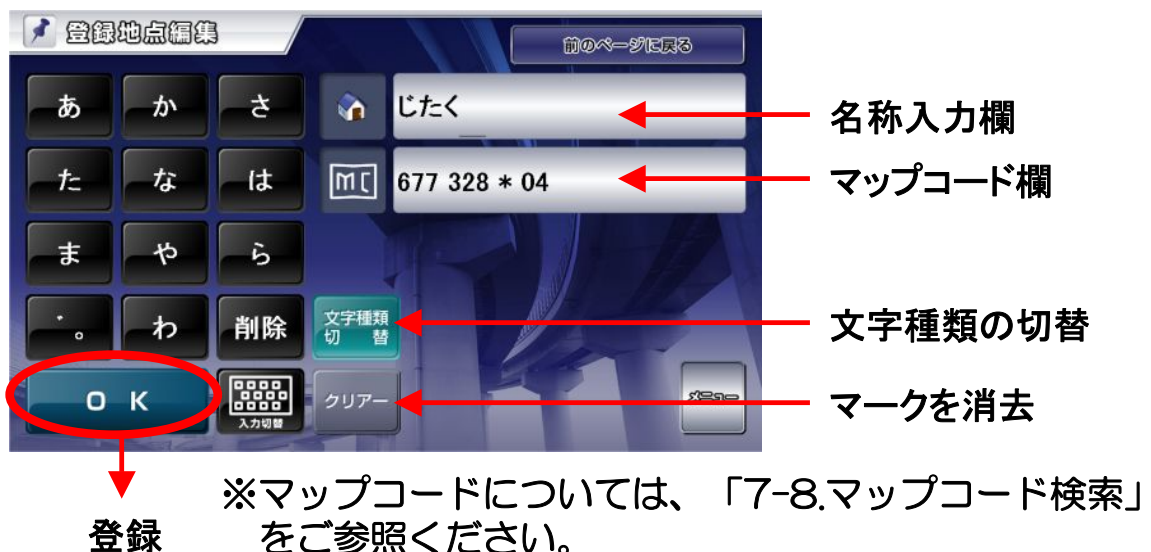 登録地点編集
前のページに戻る
あ か さ
じたく
名称入力欄
た な は
MC
677 328 * 04
マップコード欄
ま や ら
゛。 わ 削除
文字種類
切 替
文字種類の切替
O K
入力切替
クリアー
メニュー
マークを消去
登録
※マップコードについては、「7-8.マップコード検索」
をご参照ください。